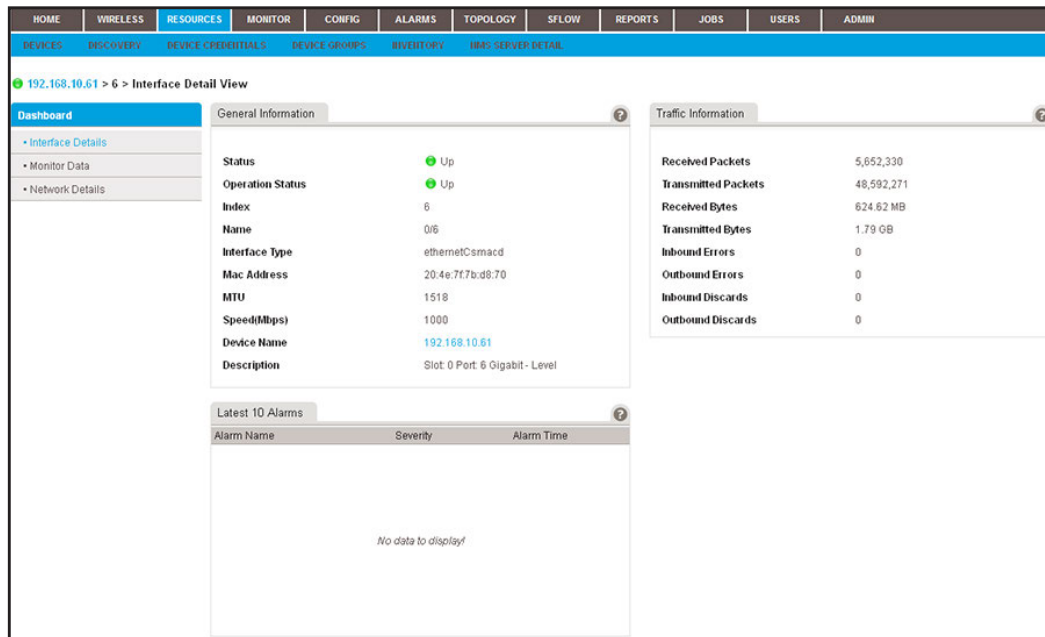 HOME WIRELESS RESOURCES MONITOR CONFIG ALARMS TOPOLOGY SFLOW REPORTS JOBS USERS ADMIN
DEVICES DISCOVERY DEVICE CREDENTIALS DEVICE GROUPS INVENTORY NMS SERVER DETAIL
192.168.10.61 > 6 > Interface Detail View
Dashboard
• Interface Details
• Monitor Data
• Network Details
General Information ?
Status Up
Operation Status Up
Index 6
Name 0/6
Interface Type ethernetCsmacd
Mac Address 20:4e:7f:7b:d8:70
MTU 1518
Speed(Mbps) 1000
Device Name 192.168.10.61
Description Slot: 0 Port: 6 Gigabit - Level
Traffic Information ?
Received Packets 5,652,330
Transmitted Packets 48,592,271
Received Bytes 624.62 MB
Transmitted Bytes 1.79 GB
Inbound Errors 0
Outbound Errors 0
Inbound Discards 0
Outbound Discards 0
Latest 10 Alarms ?
Alarm Name Severity Alarm Time
No data to display!